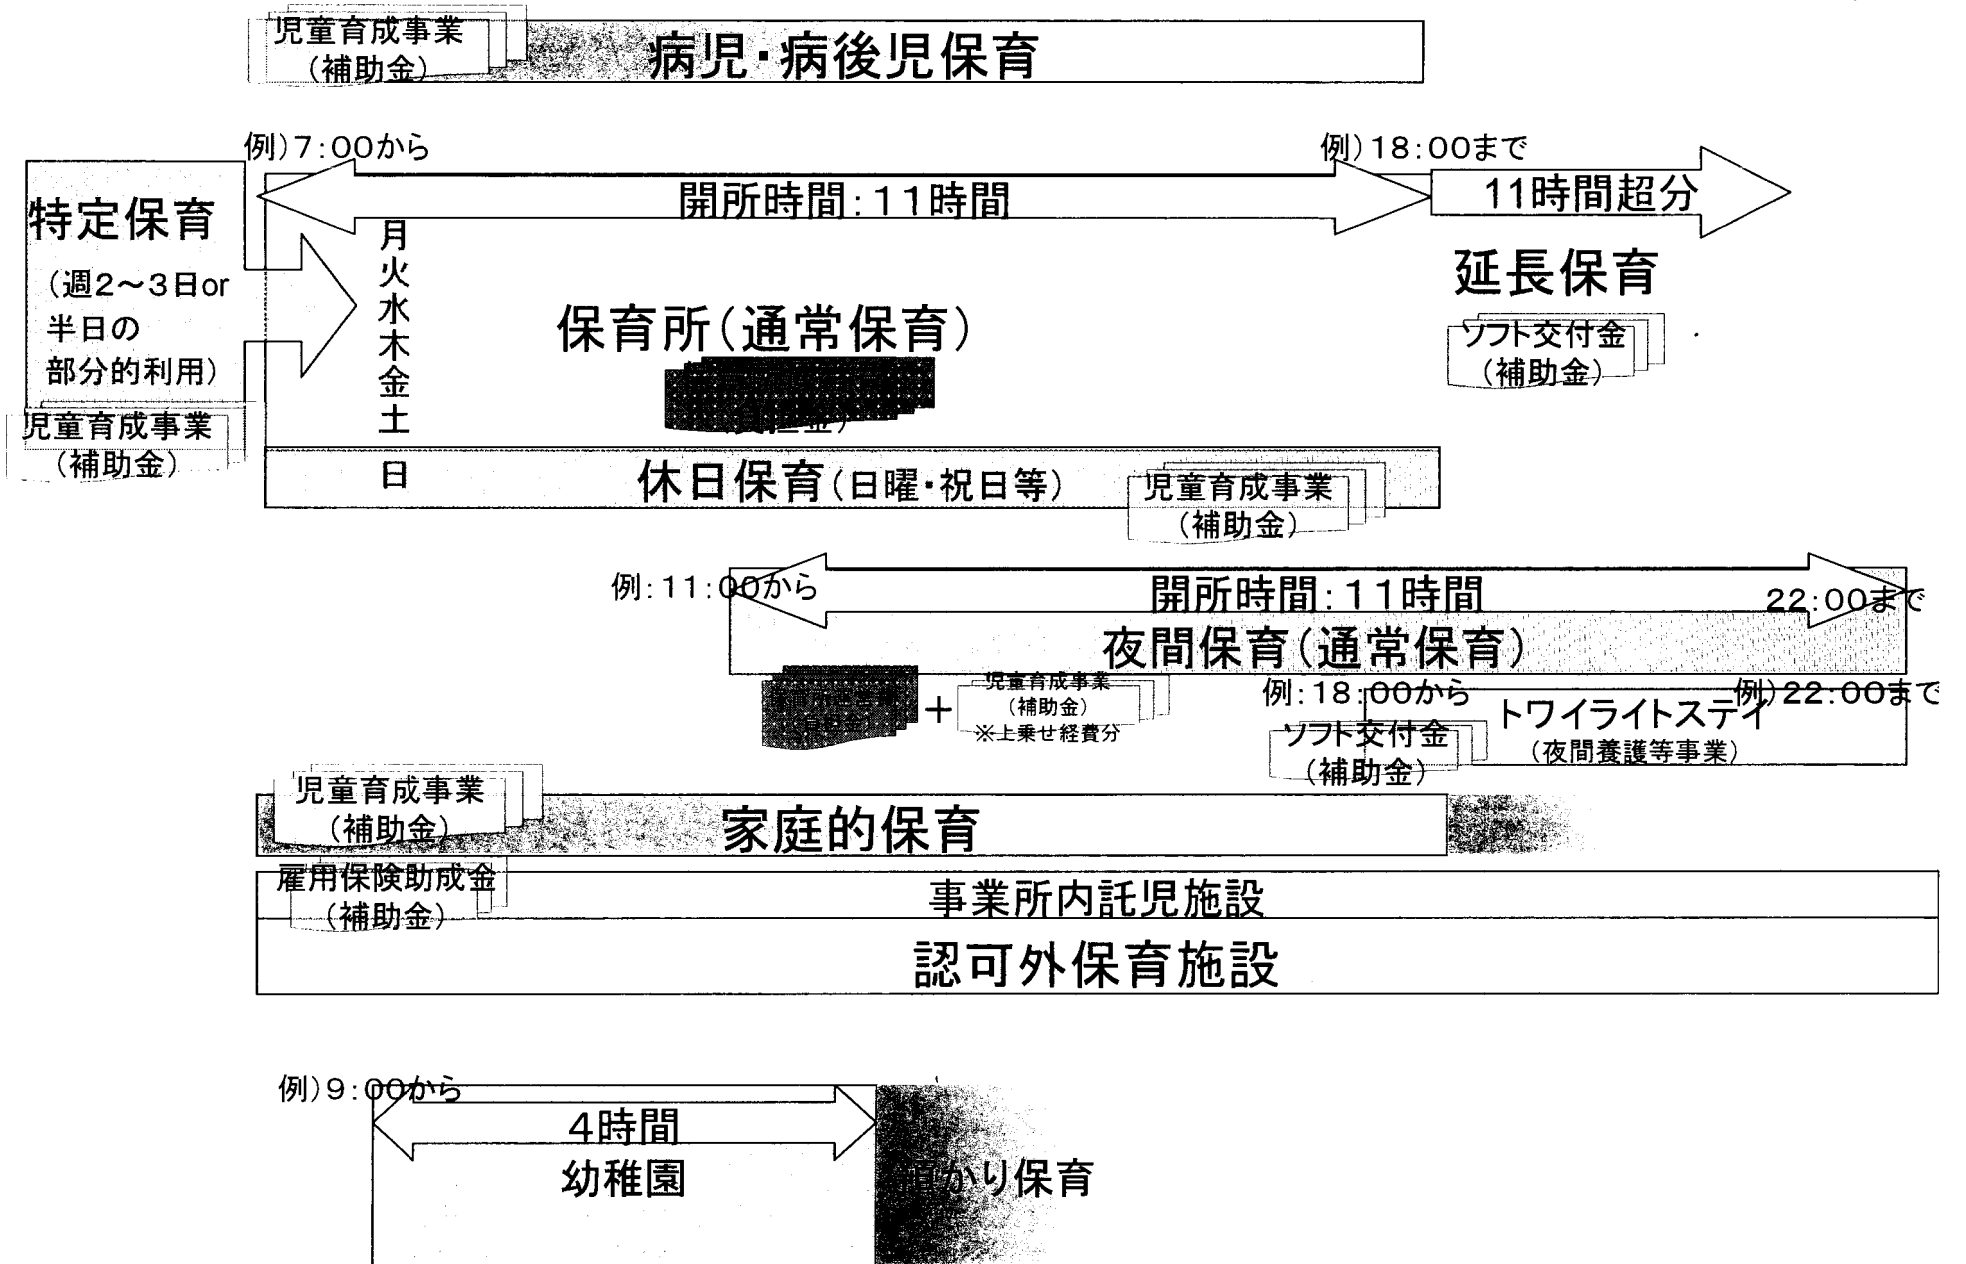 児童育成事業
（補助金）
病児・病後児保育
例）7：00から
例）18：00まで
開所時間：11時間
11時間超分
特定保育
（週2～3日or
半日の
部分的利用）
児童育成事業
（補助金）
月
火
水
木
金
土
保育所（通常保育）
延長保育
ソフト交付金
（補助金）
日
休日保育（日曜・祝日等）
児童育成事業
（補助金）
例：11：00から
開所時間：11時間
22：00まで
夜間保育（通常保育）
＋
児童育成事業
（補助金）
※上乗せ経費分
例：18：00から
例）22：00まで
ソフト交付金
（補助金）
トワイライトステイ
（夜間養護等事業）
児童育成事業
（補助金）
家庭的保育
雇用保険助成金
（補助金）
事業所内託児施設
認可外保育施設
例）9：00から
4時間
幼稚園
かり保育